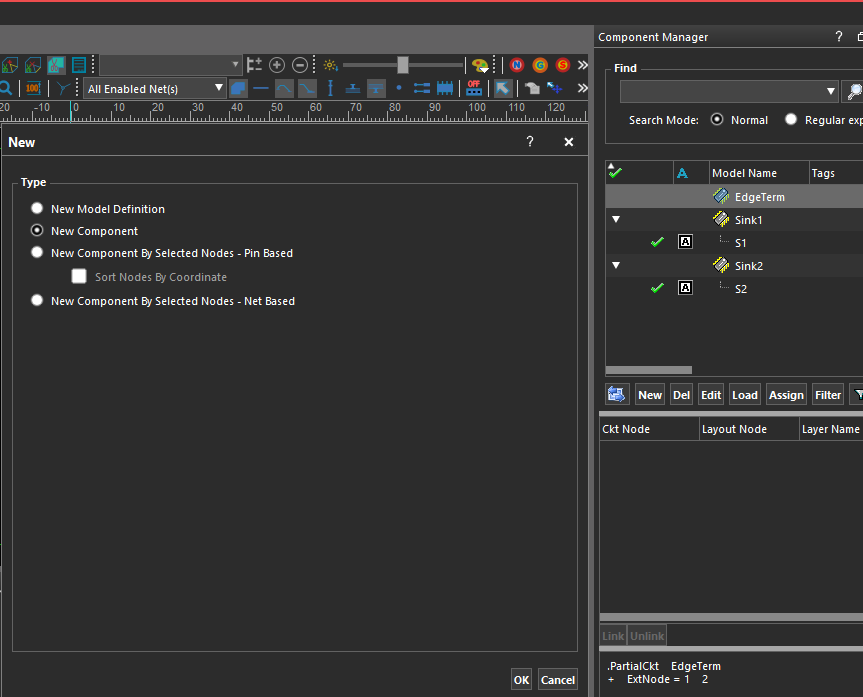 Component Manager ?
Find
Search Mode: Normal Regular exp
100
All Enabled Net(s)
OFF
N G S
20 -10 0 10 20 30 40 50 60 70 80 90 100 110 120
New ?
Type
New Model Definition
New Component
New Component By Selected Nodes - Pin Based
Sort Nodes By Coordinate
New Component By Selected Nodes - Net Based
OK Cancel
A Model Name Tags
EdgeTerm
Sink1
A S1
Sink2
A S2
New Del Edit Load Assign Filter
Ckt Node Layout Node Layer Name
Link Unlink
.PartialCkt EdgeTerm
+ ExtNode = 1 2